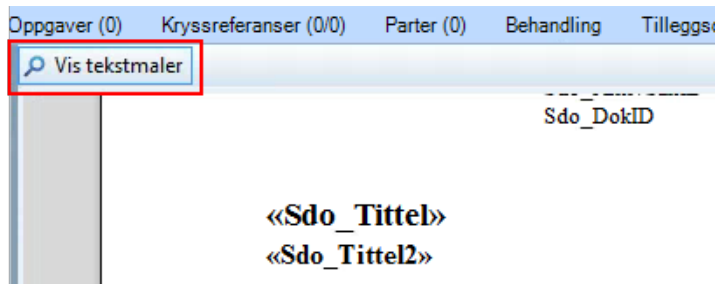 Oppgaver (0) Kryssreferanser (0/0) Parter (0) Behandling
Vis tekstmaler
Sdo_DokID
«Sdo_Tittel»
«Sdo_Tittel2»